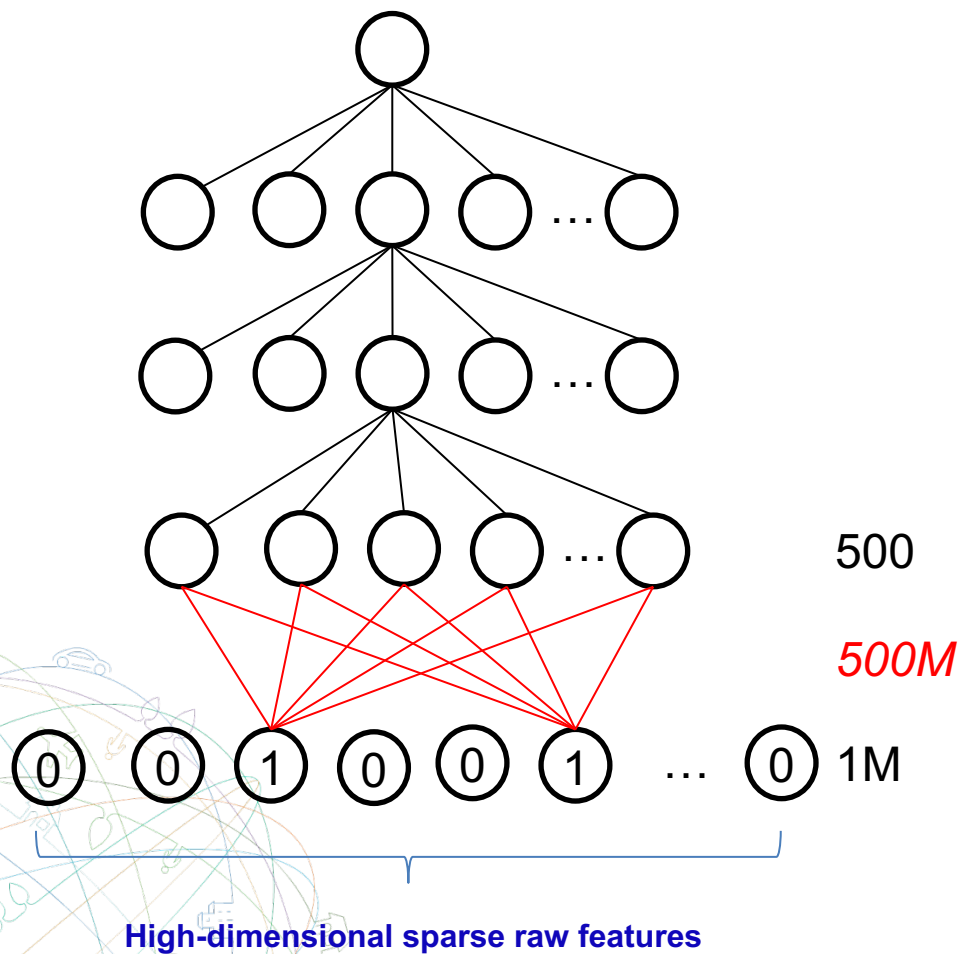 …
…
…
500
500M
0 0 1 0 0 1 … 0 1M
High-dimensional sparse raw features